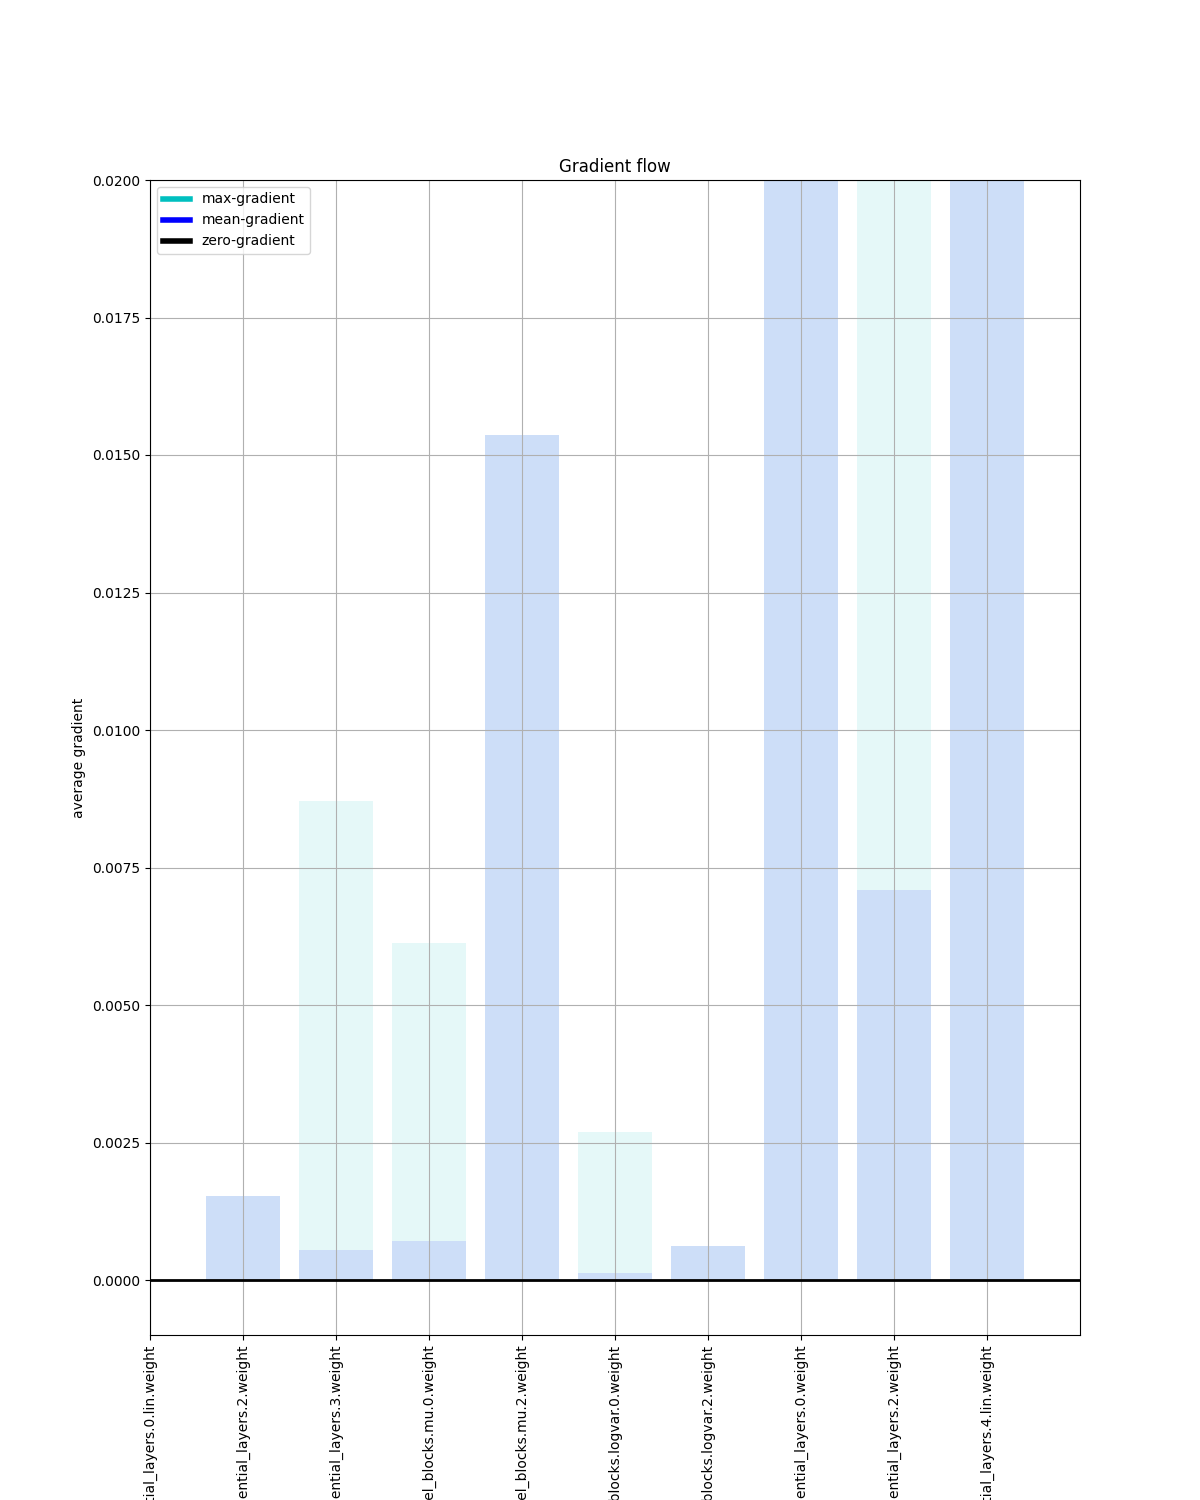 Gradient flow
max-gradient
mean-gradient
zero-gradient
0.0200
0.0175
0.0150
0.0125
0.0100
0.0075
0.0050
0.0025
0.0000
average gradient
tial_layers.0.lin.weight
ential_layers.2.weight
ential_layers.3.weight
el_blocks.mu.0.weight
el_blocks.mu.2.weight
blocks.logvar.0.weight
blocks.logvar.2.weight
ential_layers.0.weight
ential_layers.2.weight
tial_layers.4.lin.weight